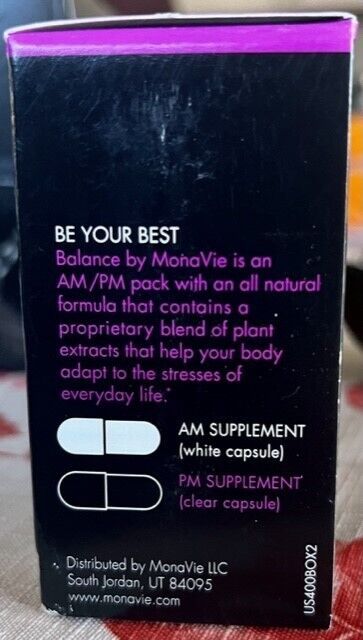 BE YOUR BEST
Balance by MonaVie is an
AM/PM pack with an all natural
formula that contains a
proprietary blend of plant
extracts that help your body
adapt to the stresses of
everyday life.*
AM SUPPLEMENT
(white capsule)
PM SUPPLEMENT
(clear capsule)
Distributed by MonaVie LLC
South Jordan, UT 84095
www.monavie.com
US400BOX2